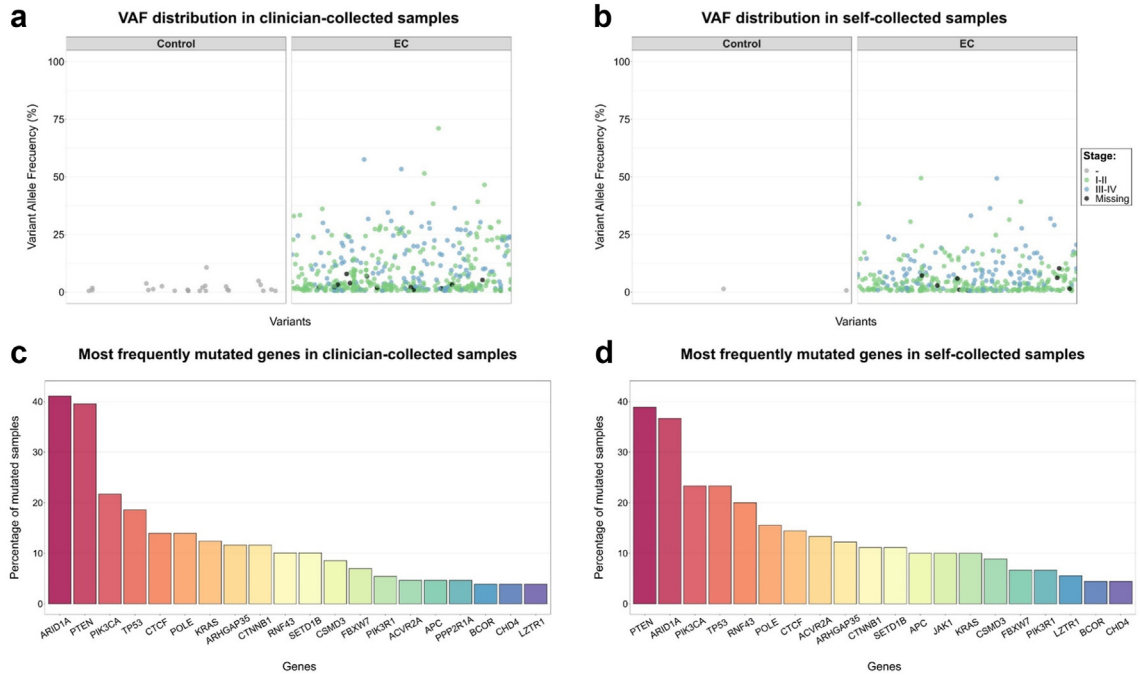 a
VAF distribution in clinician-collected samples
Control
EC
Variant Allele Frecuency (%)
100
75
50
25
0
Variants
b
VAF distribution in self-collected samples
Control
EC
Variant Allele Frecuency (%)
100
75
50
25
0
Variants
Stage:
-
I-II
III-IV
Missing
c
Most frequently mutated genes in clinician-collected samples
Percentage of mutated samples
40
30
20
10
0
ARID1A PTEN PIK3CA TP53 CTCF POLE KRAS ARHGAP35 CTNNB1 RNF43 SETD1B CSMD3 FBXW7 PIK3R1 ACVR2A APC PPP2R1A BCOR CHD4 LZTR1
Genes
d
Most frequently mutated genes in self-collected samples
Percentage of mutated samples
40
30
20
10
0
PTEN ARID1A PIK3CA TP53 RNF43 POLE CTCF ACVR2A ARHGAP35 CTNNB1 SETD1B APC JAK1 KRAS CSMD3 FBXW7 PIK3R1 LZTR1 BCOR CHD4
Genes